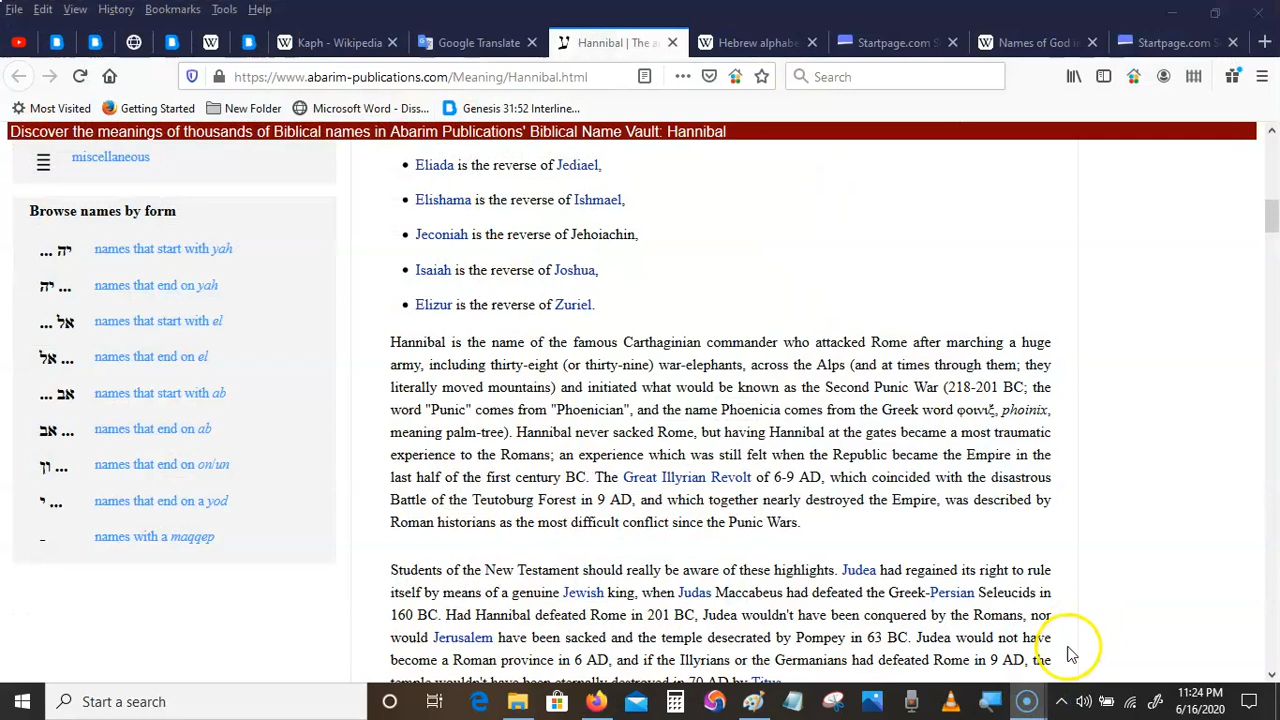 File Edit View History Bookmarks Tools Help
Kaph - Wikipedia
Google Translate
Hannibal | The a
Hebrew alphabe
Startpage.com S
Names of God i
Startpage.com S
https://www.abarim-publications.com/Meaning/Hannibal.html
Search
Most Visited
Getting Started
New Folder
Microsoft Word - Diss...
Genesis 31:52 Interline...
Discover the meanings of thousands of Biblical names in Abarim Publications' Biblical Name Vault: Hannibal
miscellaneous
Browse names by form
יה ... names that start with yah
... יה names that end on yah
אל ... names that start with el
... אל names that end on el
אב ... names that start with ab
... אב names that end on ab
... ון names that end on on/un
... י names that end on a yod
- names with a maqqep
• Eliada is the reverse of Jediael,
• Elishama is the reverse of Ishmael,
• Jeconiah is the reverse of Jehoiachin,
• Isaiah is the reverse of Joshua,
• Elizur is the reverse of Zuriel.
Hannibal is the name of the famous Carthaginian commander who attacked Rome after marching a huge
army, including thirty-eight (or thirty-nine) war-elephants, across the Alps (and at times through them; they
literally moved mountains) and initiated what would be known as the Second Punic War (218-201 BC; the
word "Punic" comes from "Phoenician", and the name Phoenicia comes from the Greek word φοινιξ, phoinix,
meaning palm-tree). Hannibal never sacked Rome, but having Hannibal at the gates became a most traumatic
experience to the Romans; an experience which was still felt when the Republic became the Empire in the
last half of the first century BC. The Great Illyrian Revolt of 6-9 AD, which coincided with the disastrous
Battle of the Teutoburg Forest in 9 AD, and which together nearly destroyed the Empire, was described by
Roman historians as the most difficult conflict since the Punic Wars.
Students of the New Testament should really be aware of these highlights. Judea had regained its right to rule
itself by means of a genuine Jewish king, when Judas Maccabeus had defeated the Greek-Persian Seleucids in
160 BC. Had Hannibal defeated Rome in 201 BC, Judea wouldn't have been conquered by the Romans, nor
would Jerusalem have been sacked and the temple desecrated by Pompey in 63 BC. Judea would not have
become a Roman province in 6 AD, and if the Illyrians or the Germanians had defeated Rome in 9 AD, the
temple wouldn't have been eternally destroyed in 70 AD by Titus
Start a search
11:24 PM
6/16/2020